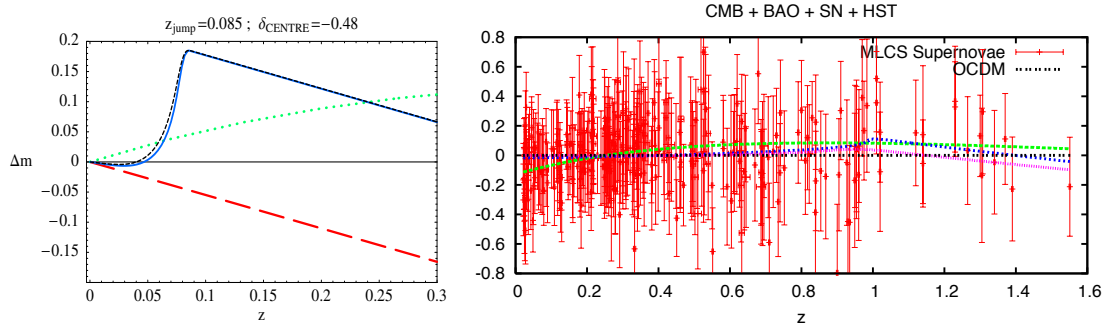 z_jump=0.085 ; δ_CENTRE=−0.48
0.2
0.15
0.1
0.05
0
−0.05
−0.1
−0.15
Δm
0 0.05 0.1 0.15 0.2 0.25 0.3
z
CMB + BAO + SN + HST
MLCS Supernovae
OCDM
0.8
0.6
0.4
0.2
0
-0.2
-0.4
-0.6
-0.8
0 0.2 0.4 0.6 0.8 1 1.2 1.4 1.6
z